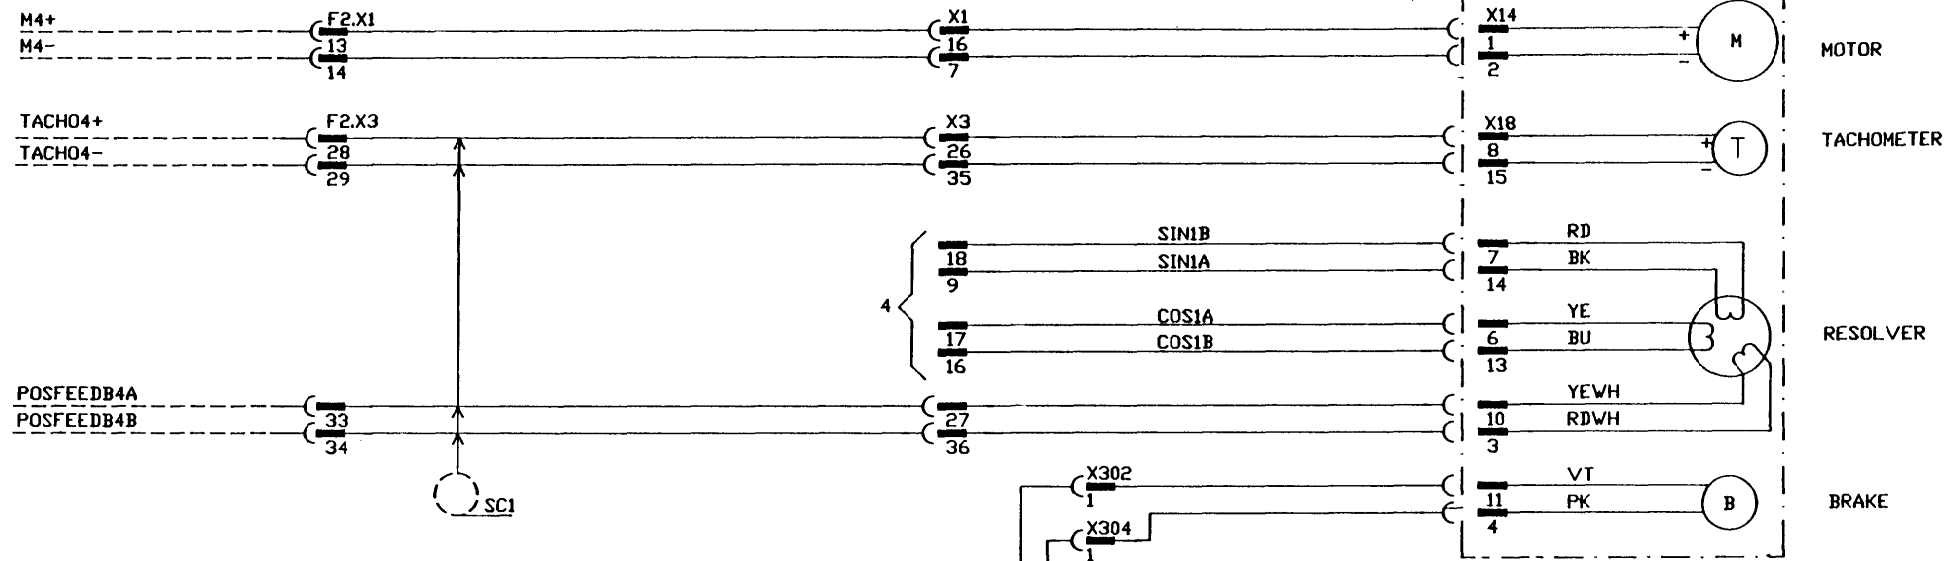 M4+ F2.X1 X1 X14
+ M MOTOR
M4- 13 16 1
-
14 7 2
TACHO4+ F2.X3 X3 X18
+ T TACHOMETER
TACHO4- 28 26 8
-
29 35 15
SIN1B RD
18 SIN1A 7 BK
9 14
4
COS1A YE
17 COS1B 6 BU RESOLVER
16 13
POSFEEDB4A YEWH
POSFEEDB4B 33 27 10 RDWH
34 36 3
X302 VT
SC1 1 11 PK B BRAKE
X304 4
1